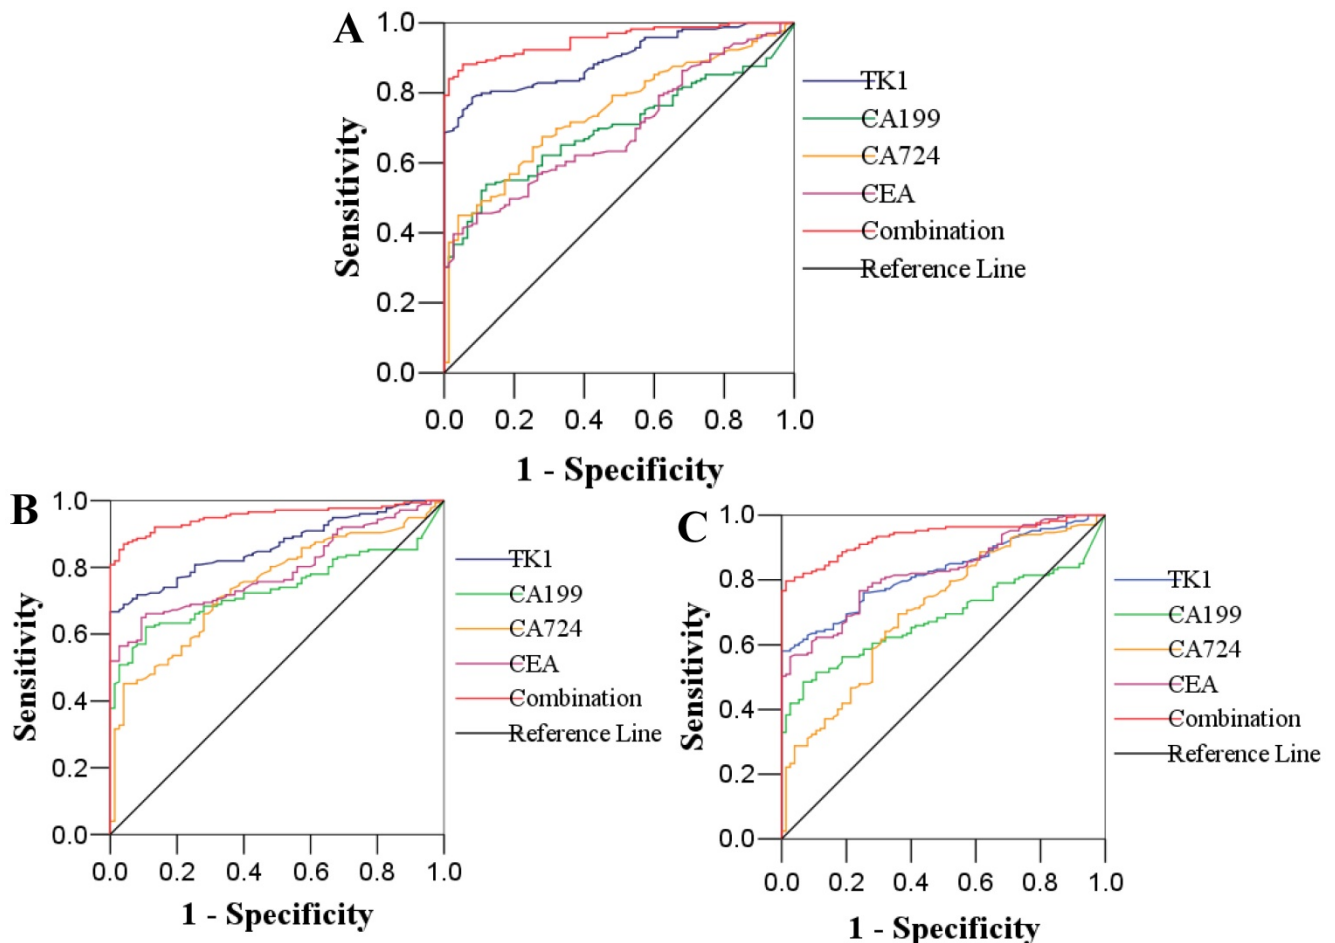 A
1.0
0.8
0.6
0.4
0.2
0.0
Sensitivity
0.0 0.2 0.4 0.6 0.8 1.0
1 - Specificity
TK1
CA199
CA724
CEA
Combination
Reference Line
B
1.0
0.8
0.6
0.4
0.2
0.0
Sensitivity
0.0 0.2 0.4 0.6 0.8 1.0
1 - Specificity
TK1
CA199
CA724
CEA
Combination
Reference Line
C
1.0
0.8
0.6
0.4
0.2
0.0
Sensitivity
0.0 0.2 0.4 0.6 0.8 1.0
1 - Specificity
TK1
CA199
CA724
CEA
Combination
Reference Line